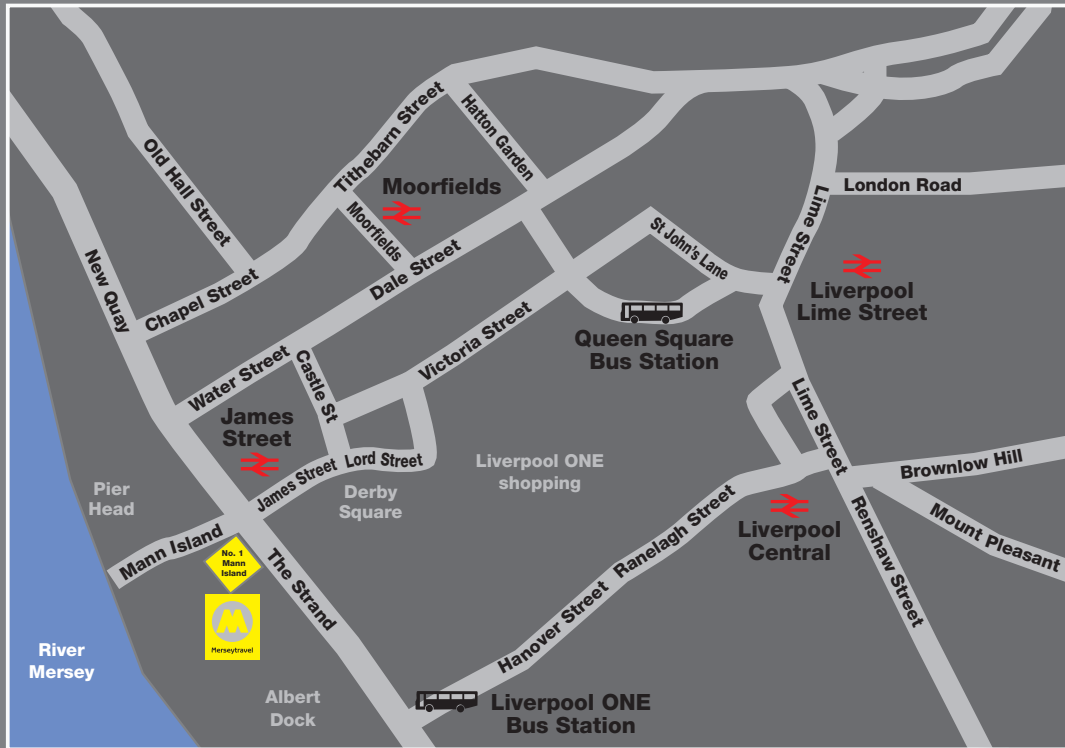 Old Hall Street
Tithebarn Street
Hatton Garden
Moorfields
Moorfields
London Road
Lime Street
St John's Lane
New Quay
Chapel Street
Dale Street
Liverpool
Lime Street
Victoria Street
Queen Square
Bus Station
Water Street
Castle St
James
Street
Lime Street
James Street
Lord Street
Liverpool ONE
shopping
Brownlow Hill
Pier
Head
Derby
Square
Ranelagh Street
Liverpool
Central
Renshaw Street
Mount Pleasant
Mann Island
No. 1
Mann
Island
The Strand
Merseytravel
Hanover Street
River
Mersey
Albert
Dock
Liverpool ONE
Bus Station